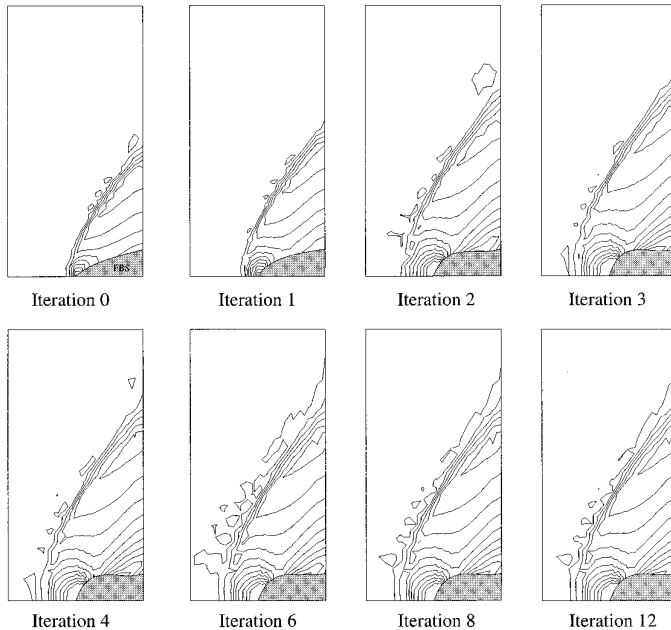 FBS
Iteration 0
Iteration 1
Iteration 2
Iteration 3
Iteration 4
Iteration 6
Iteration 8
Iteration 12